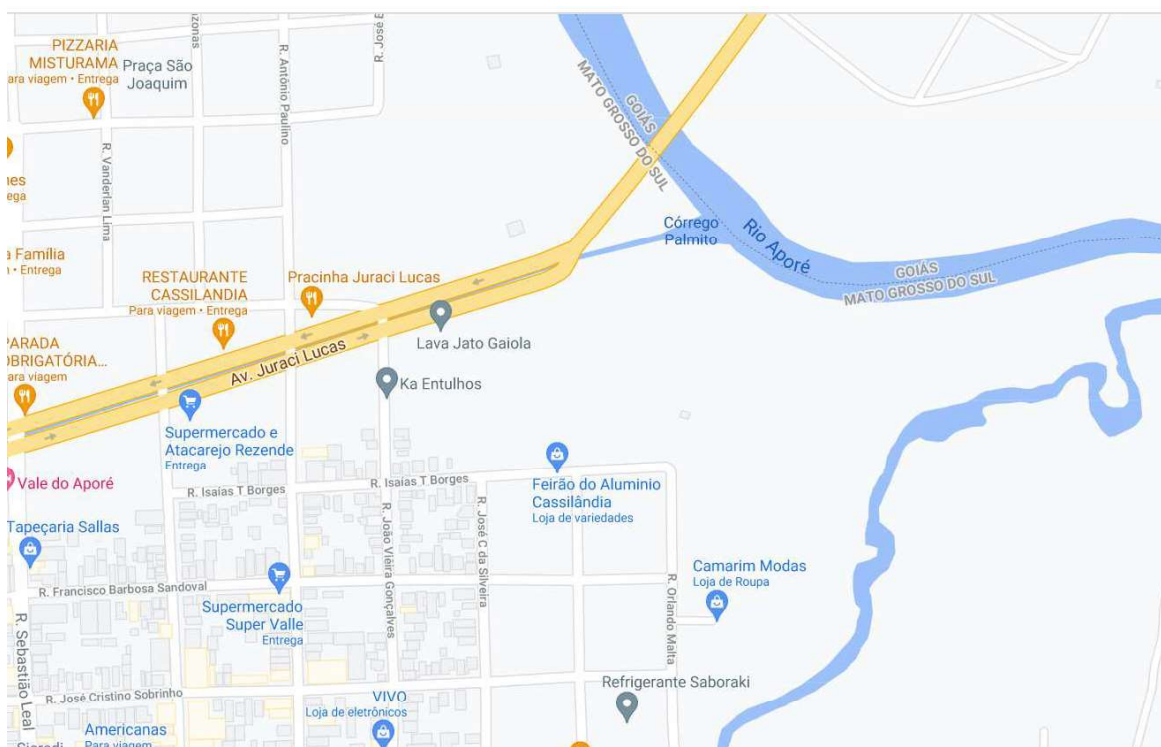 PIZZARIA
MISTURAMA
Para viagem • Entrega
Praça São
Joaquim
R. Antônio Paulino
R. Vanderlan Lima
GOIÁS
MATO GROSSO DO SUL
Córrego
Palmito
Rio Aporé
GOIÁS
MATO GROSSO DO SUL
a Família
• Entrega
RESTAURANTE
CASSILANDIA
Para viagem • Entrega
Pracinha Juraci Lucas
PARADA
OBRIGATÓRIA...
Para viagem
Av. Juraci Lucas
Lava Jato Gaiola
Ka Entulhos
Supermercado e
Atacarejo Rezende
Entrega
Vale do Aporé
R. Isaías T Borges
R. Isaías T Borges
Feirão do Aluminio
Cassilândia
Loja de variedades
Tapeçaria Sallas
R. João Vieira Gonçalves
R. José C da Silveira
R. Francisco Barbosa Sandoval
Camarim Modas
Loja de Roupa
R. Orlando Malta
Supermercado
Super Valle
Entrega
R. Sebastião Leal
R. José Cristino Sobrinho
Refrigerante Saboraki
VIVO
Loja de eletrônicos
Americanas
Para viagem